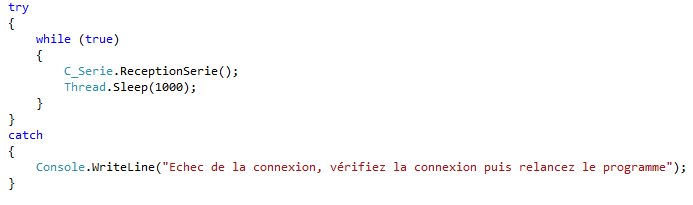 try
{
while (true)
{
C_Serie.ReceptionSerie();
Thread.Sleep(1000);
}
}
catch
{
Console.WriteLine("Echec de la connexion, vérifiez la connexion puis relancez le programme");
}